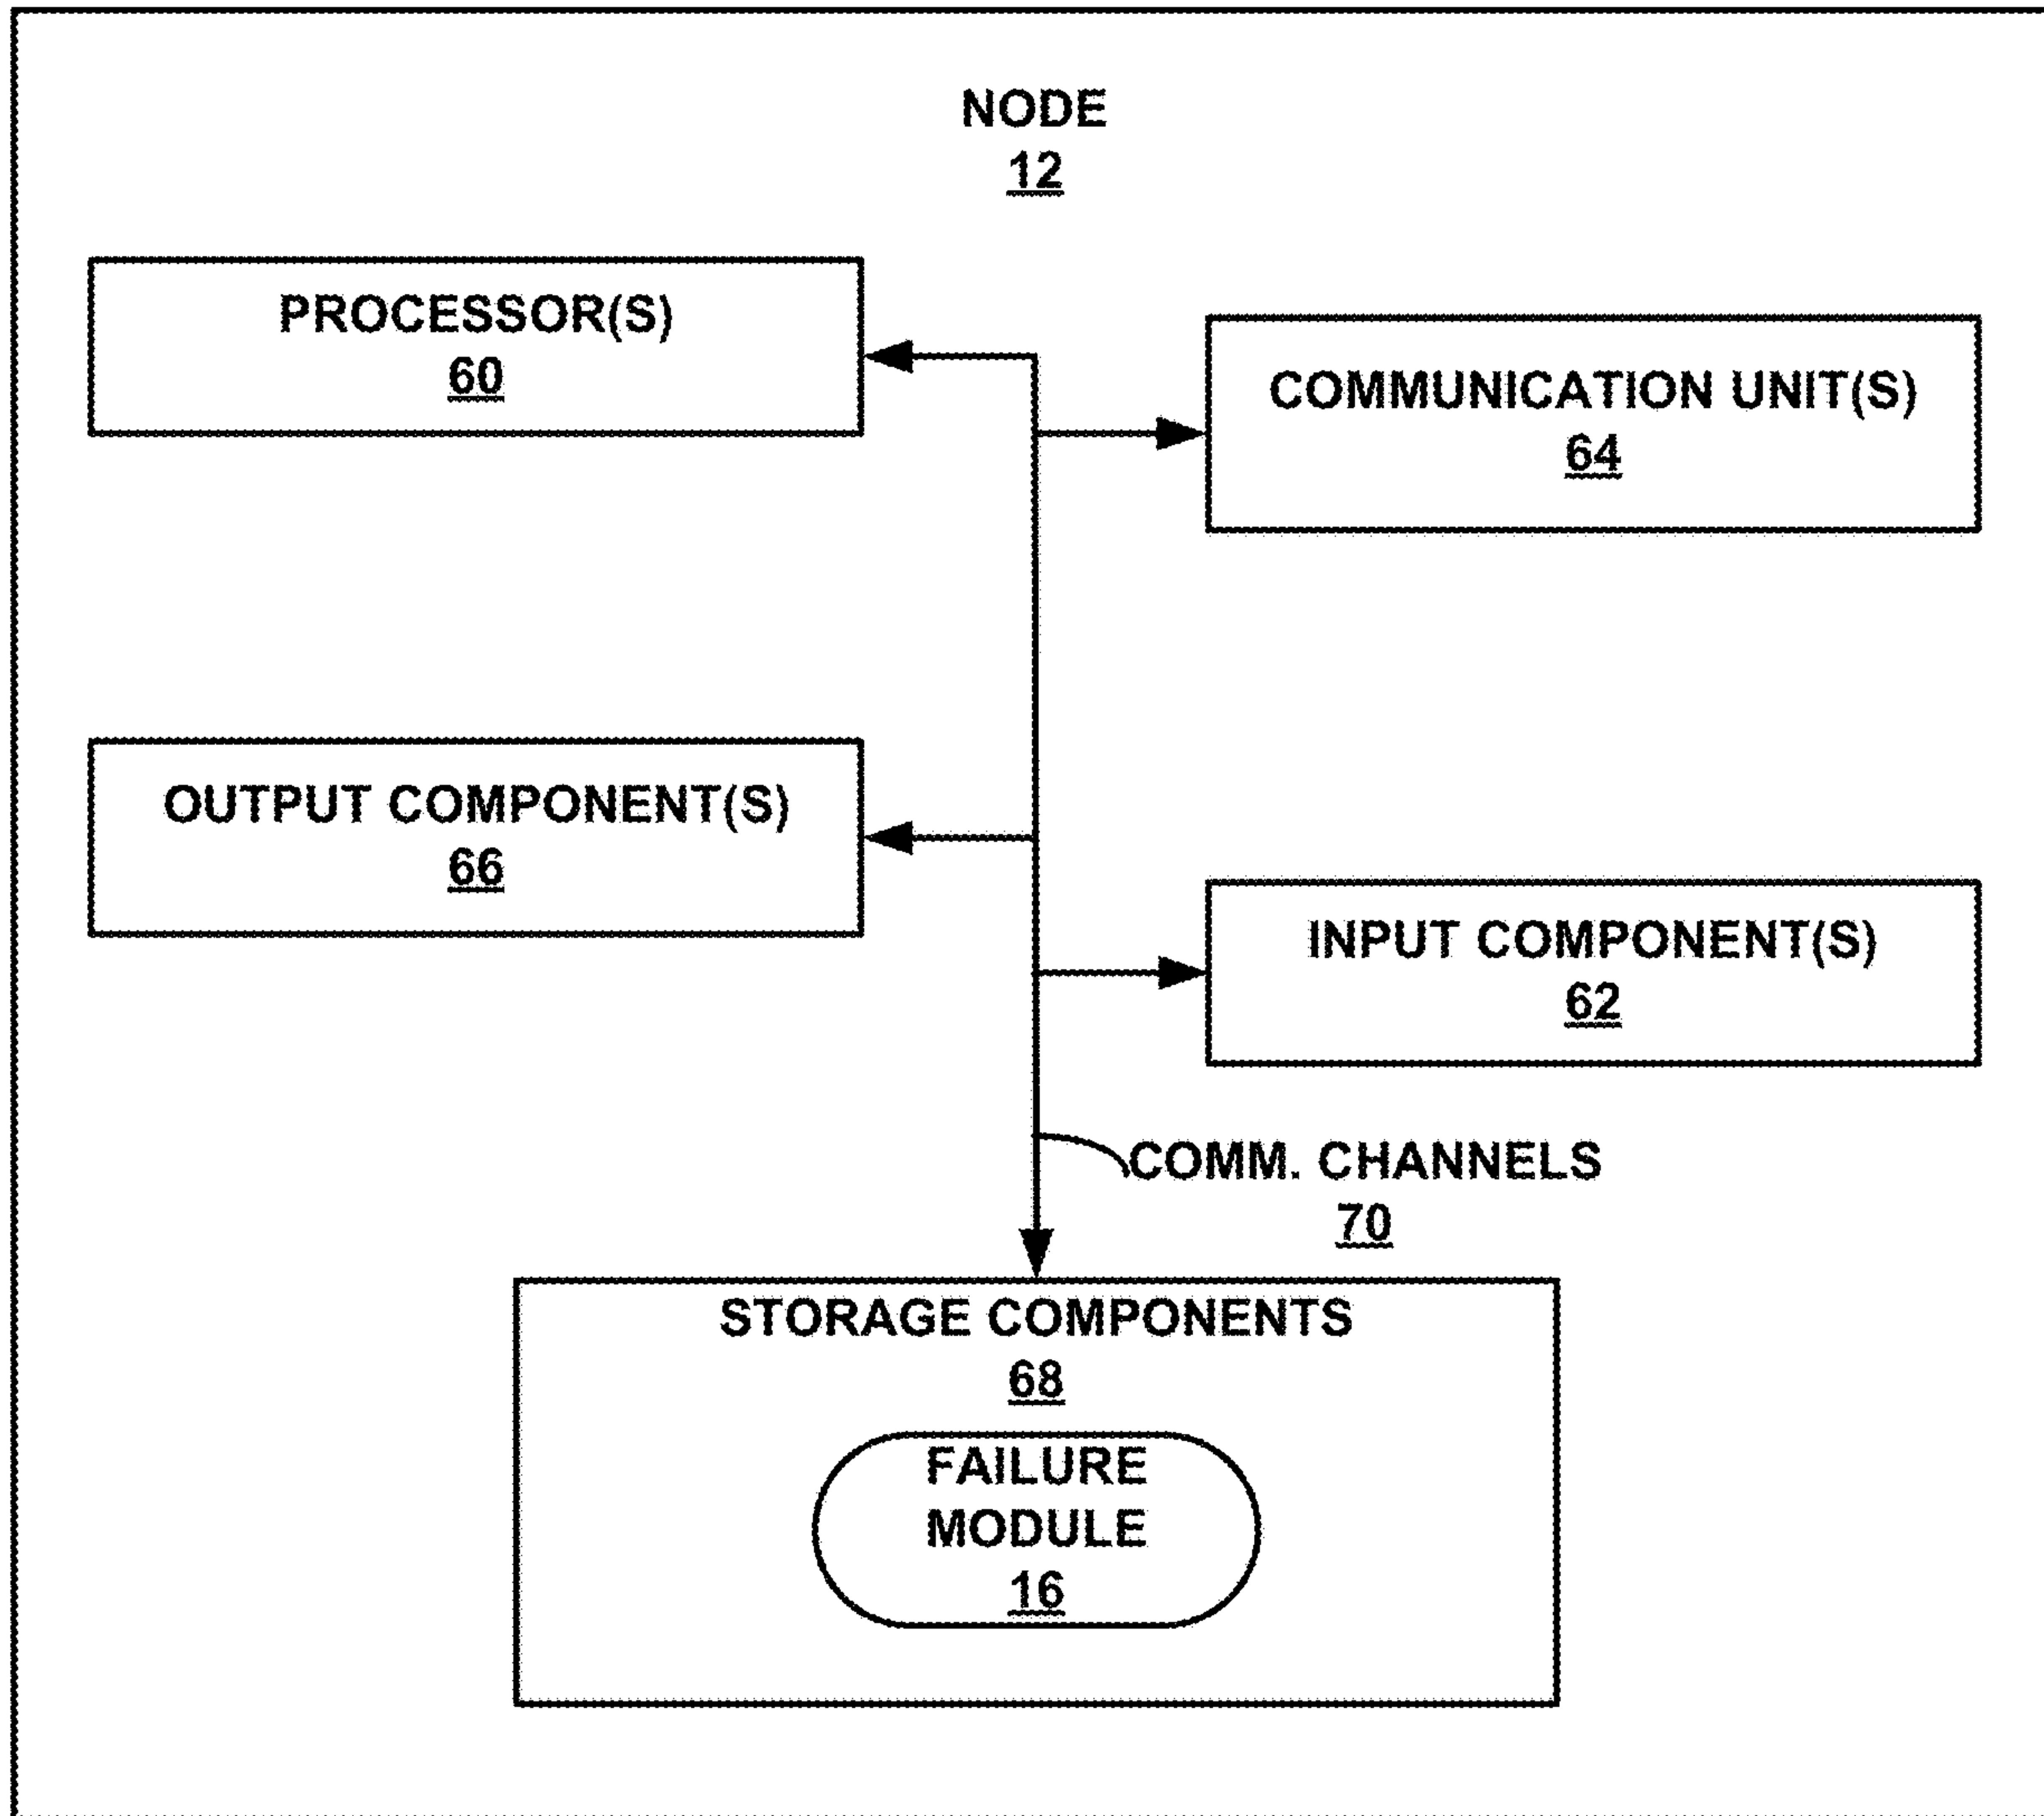 NODE
12
PROCESSOR(S)
60
COMMUNICATION UNIT(S)
64
OUTPUT COMPONENT(S)
66
INPUT COMPONENT(S)
62
COMM. CHANNELS
70
STORAGE COMPONENTS
68
FAILURE
MODULE
16